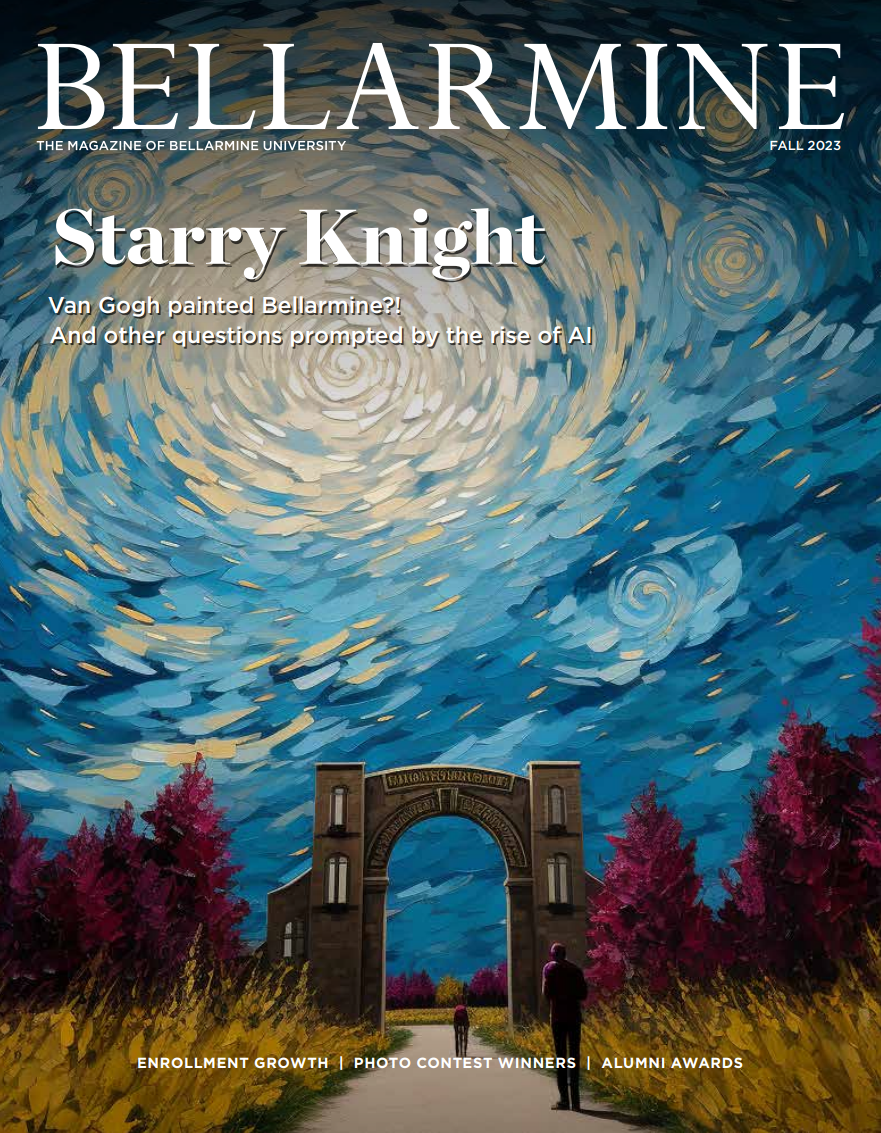 BELLARMINE
THE MAGAZINE OF BELLARMINE UNIVERSITY
FALL 2023
Starry Knight
Van Gogh painted Bellarmine?!
And other questions prompted by the rise of AI
ENROLLMENT GROWTH | PHOTO CONTEST WINNERS | ALUMNI AWARDS